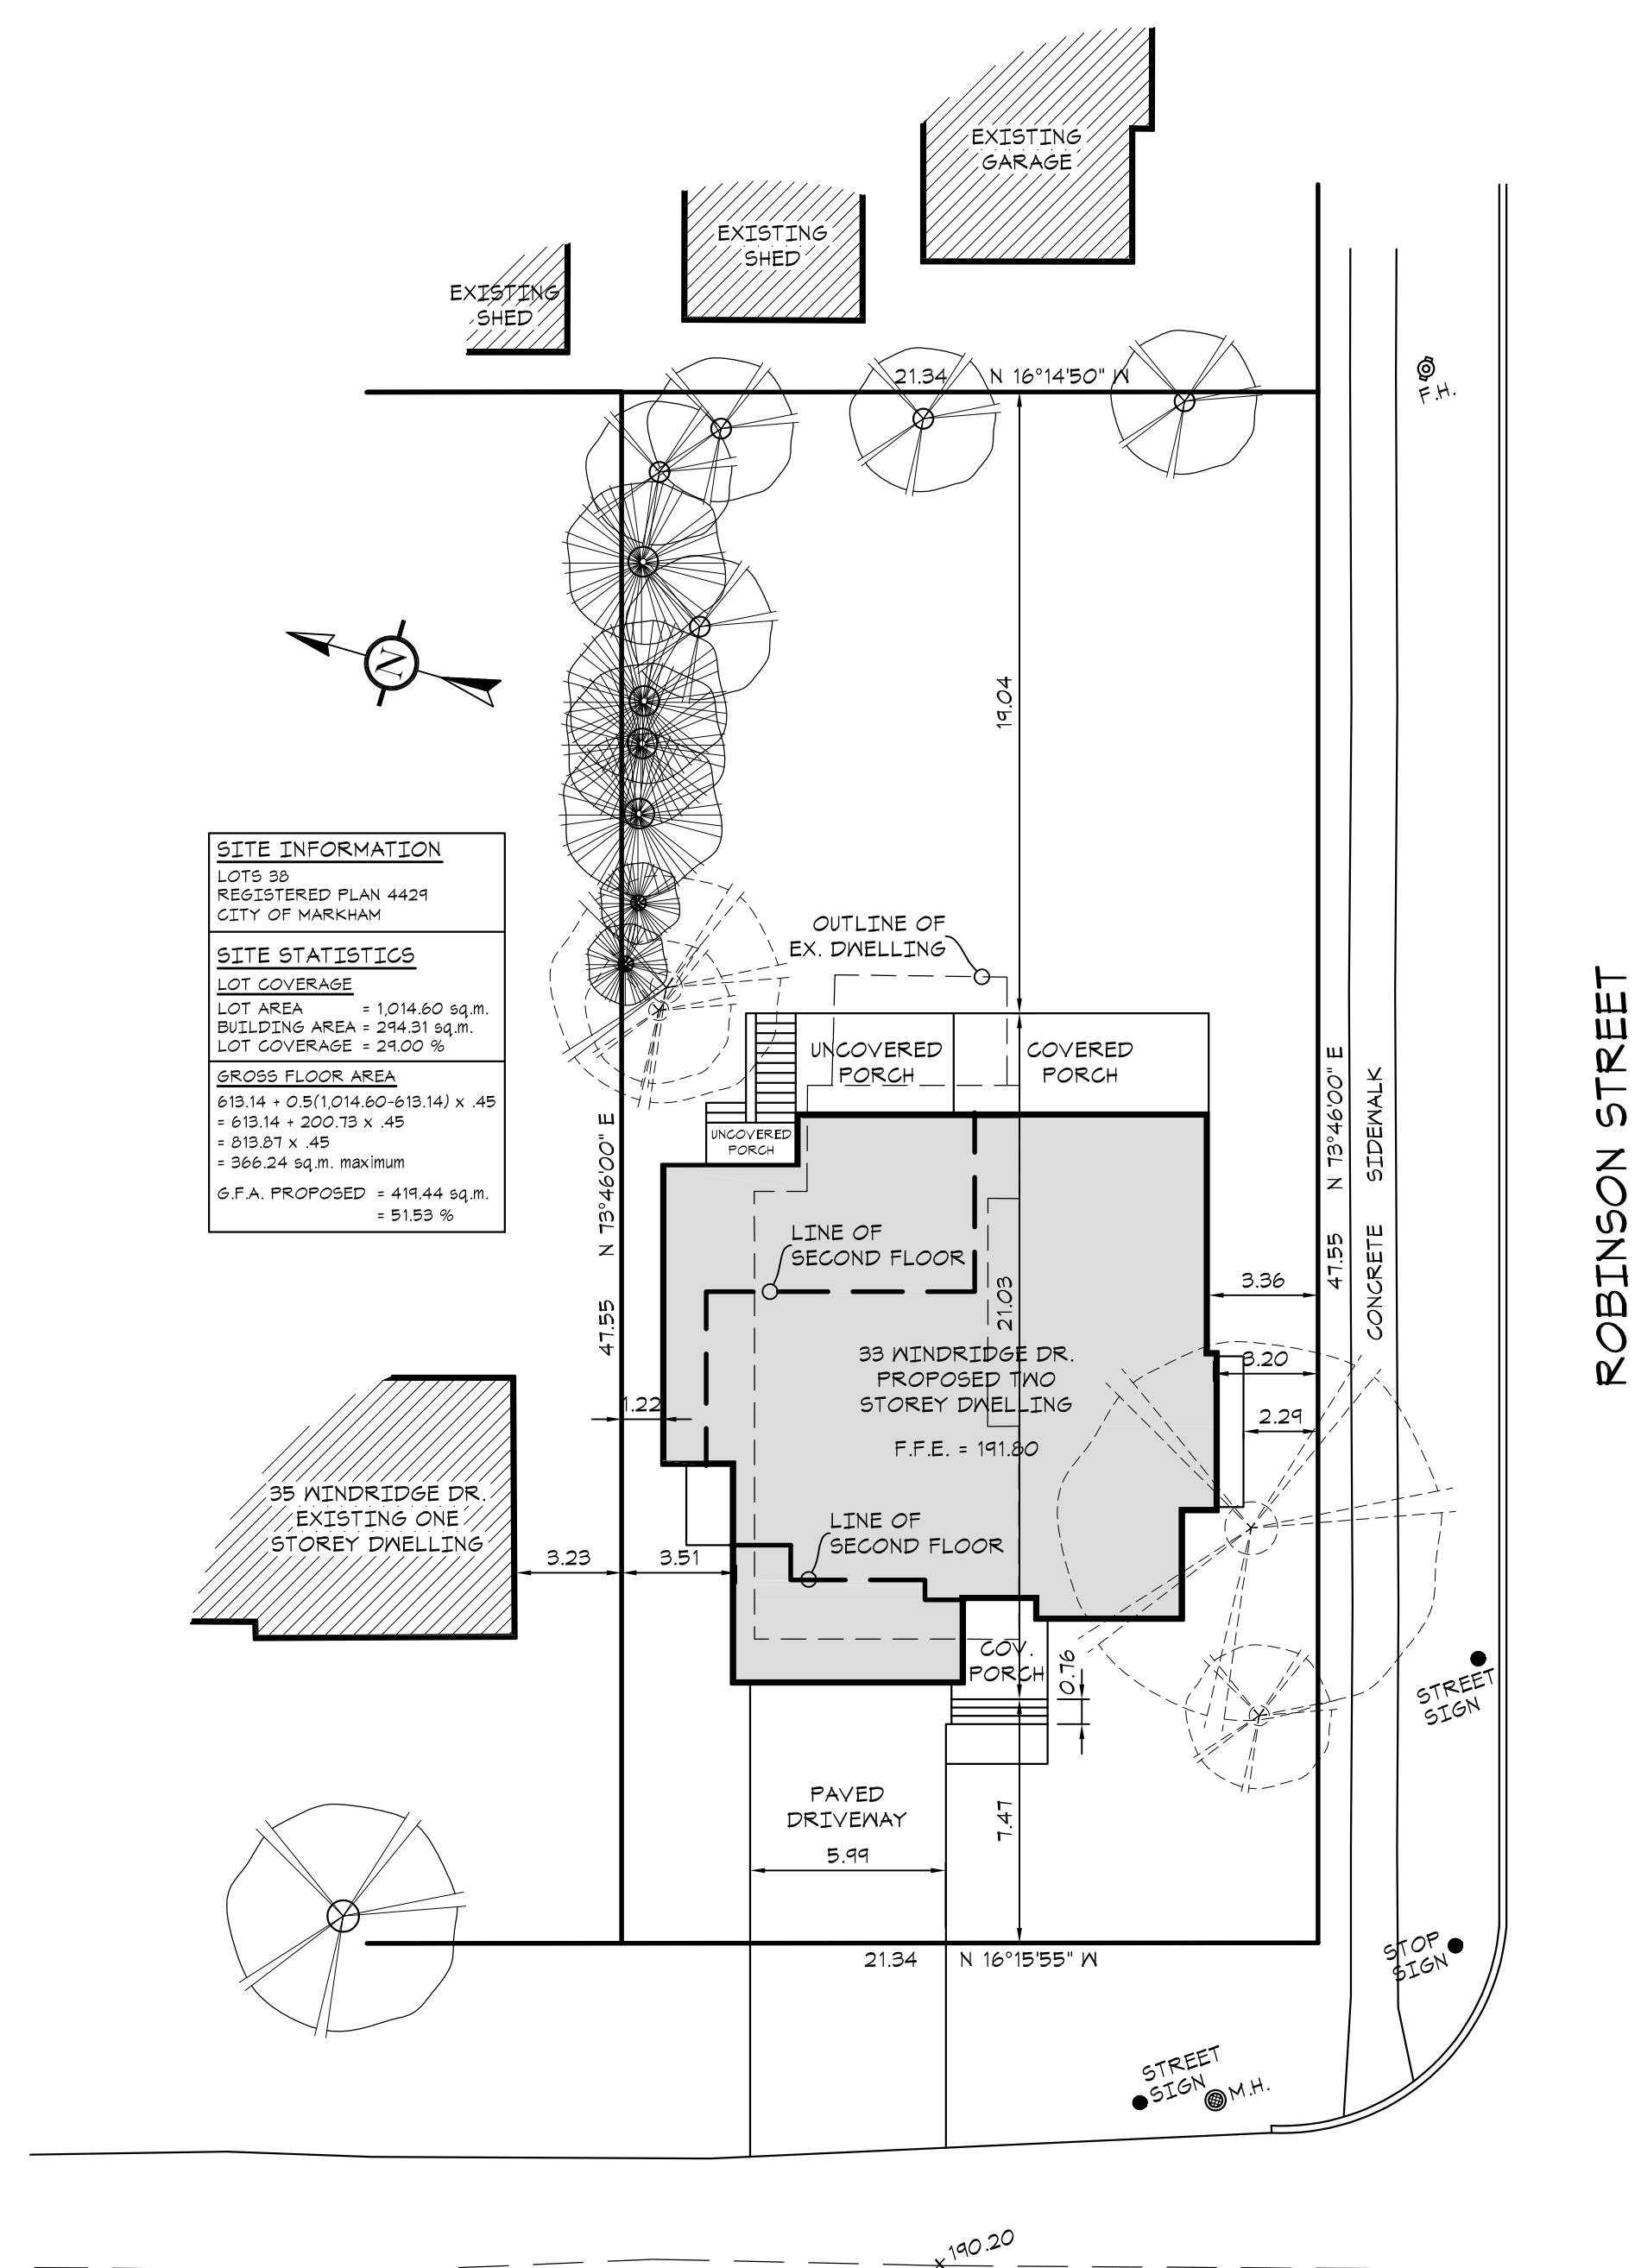 EXISTING
GARAGE
EXISTING
SHED
EXISTING
SHED
21.34 N 16°14'50" W
F.H.
N
19.04
SITE INFORMATION
LOTS 38
REGISTERED PLAN 4429
CITY OF MARKHAM
SITE STATISTICS
LOT COVERAGE
LOT AREA = 1,014.60 sq.m.
BUILDING AREA = 294.31 sq.m.
LOT COVERAGE = 29.00 %
GROSS FLOOR AREA
613.14 + 0.5(1,014.60-613.14) x .45
= 613.14 + 200.73 x .45
= 813.87 x .45
= 366.24 sq.m. maximum
G.F.A. PROPOSED = 419.44 sq.m.
= 51.53 %
OUTLINE OF
EX. DWELLING
UNCOVERED
PORCH
COVERED
PORCH
UNCOVERED
PORCH
47.55 N 73°46'00" E
47.55 N 73°46'00" E
CONCRETE SIDEWALK
ROBINSON STREET
LINE OF
SECOND FLOOR
21.03
3.36
3.20
2.29
1.22
33 WINDRIDGE DR.
PROPOSED TWO
STOREY DWELLING
F.F.E. = 191.80
35 WINDRIDGE DR.
EXISTING ONE
STOREY DWELLING
3.23
3.51
LINE OF
SECOND FLOOR
COV.
PORCH
0.76
STREET
SIGN
PAVED
DRIVEWAY
5.99
7.47
21.34 N 16°15'55" W
STOP
SIGN
STREET
SIGN
M.H.
190.20